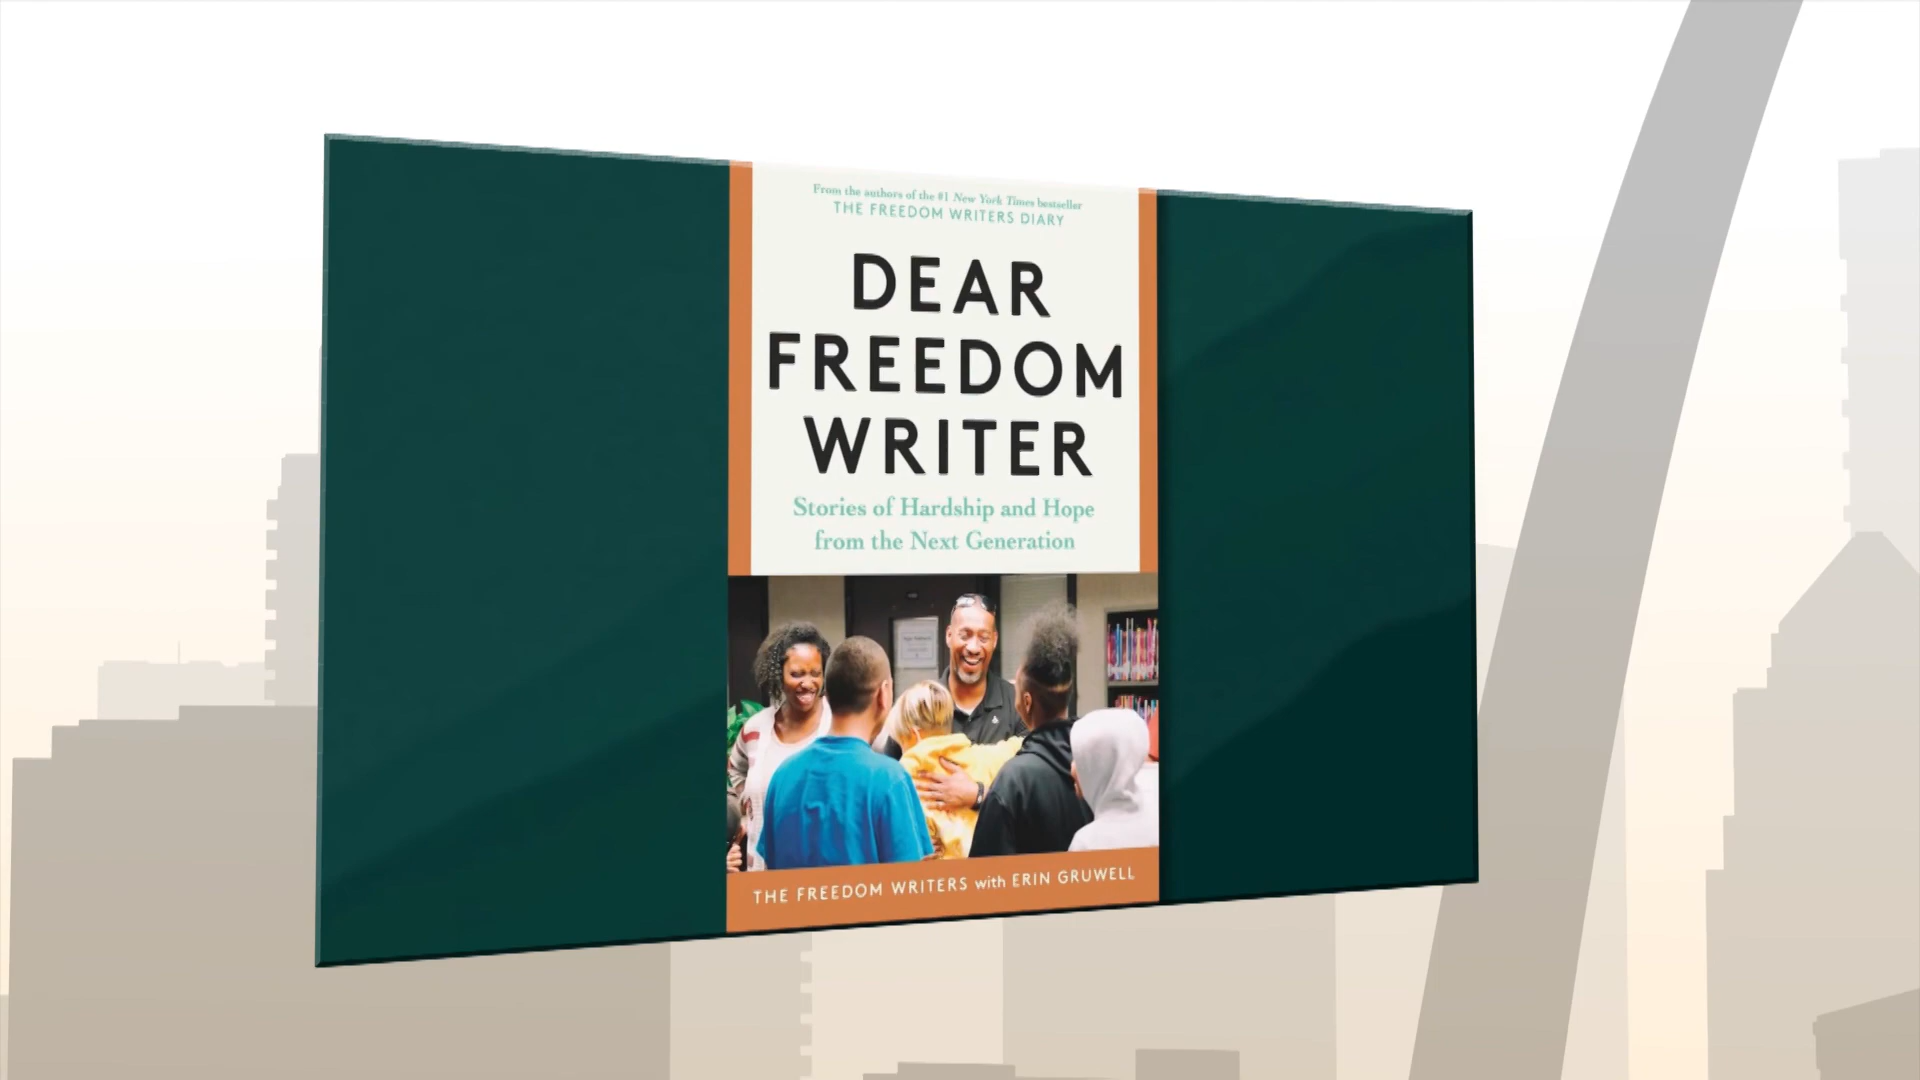 From the authors of the #1 New York Times bestseller
THE FREEDOM WRITERS DIARY
DEAR
FREEDOM
WRITER
Stories of Hardship and Hope
from the Next Generation
THE FREEDOM WRITERS with ERIN GRUWELL